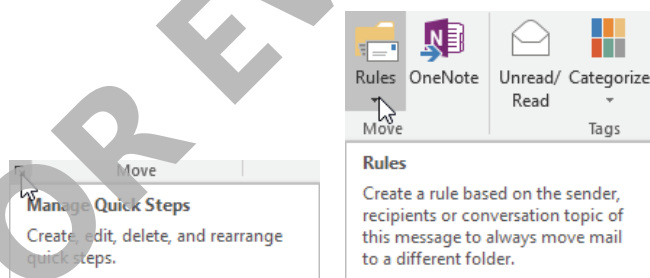 Rules OneNote Unread/ Categorize
Read
Move Tags
Rules
Create a rule based on the sender,
recipients or conversation topic of
this message to always move mail
to a different folder.
Move
Manage Quick Steps
Create, edit, delete, and rearrange
quick steps.
OR EV